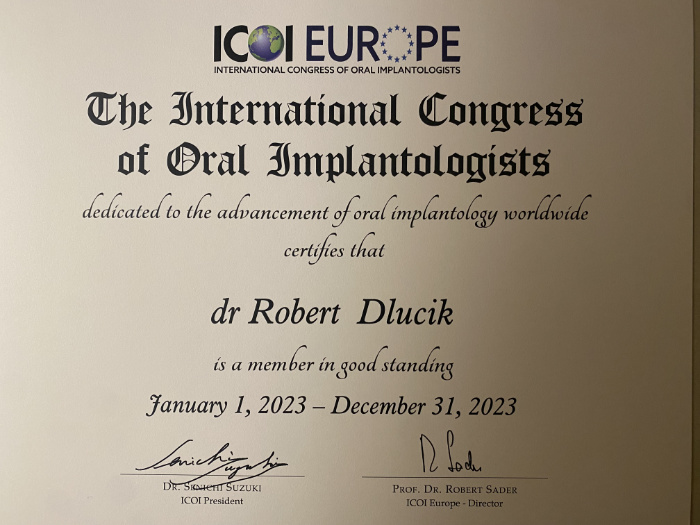 ICOI EUROPE
INTERNATIONAL CONGRESS OF ORAL IMPLANTOLOGISTS
The International Congress
of Oral Implantologists
dedicated to the advancement of oral implantology worldwide
certifies that
dr Robert Dlucik
is a member in good standing
January 1, 2023 – December 31, 2023
DR. SENICHI SUZUKI
ICOI President
PROF. DR. ROBERT SADER
ICOI Europe - Director